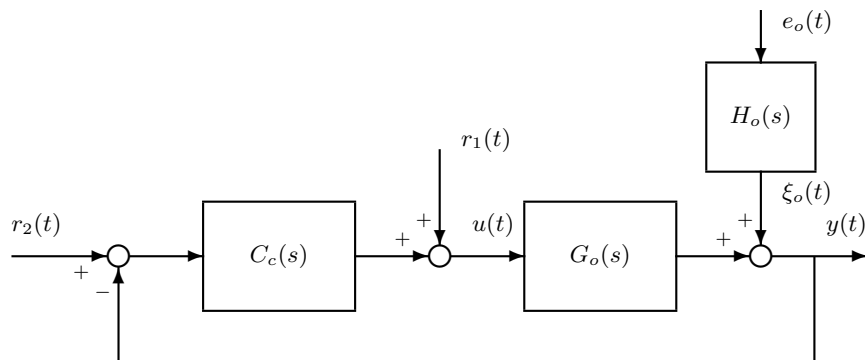 e_o(t)
H_o(s)
r_1(t)
ξ_o(t)
r_2(t)
+
u(t)
+
y(t)
+
C_c(s)
+
G_o(s)
+
−